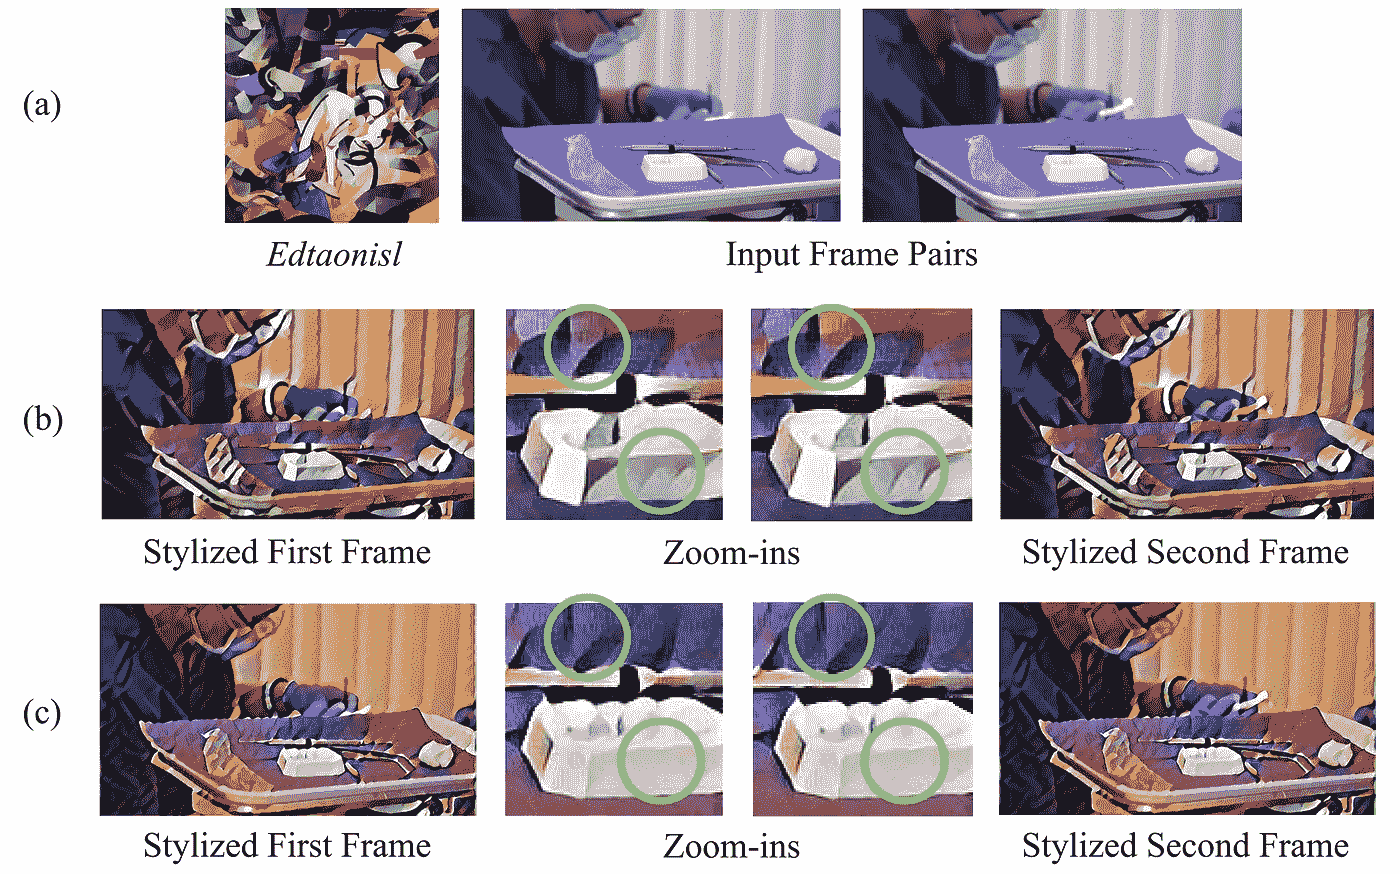 (a)
Edtaonisl
Input Frame Pairs
(b)
Stylized First Frame
Zoom-ins
Stylized Second Frame
(c)
Stylized First Frame
Zoom-ins
Stylized Second Frame